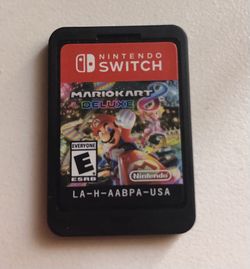 NINTENDO
SWITCH
MARIOKART 8
DELUXE
EVERYONE
E
ESRB
Nintendo
LA-H-AABPA-USA